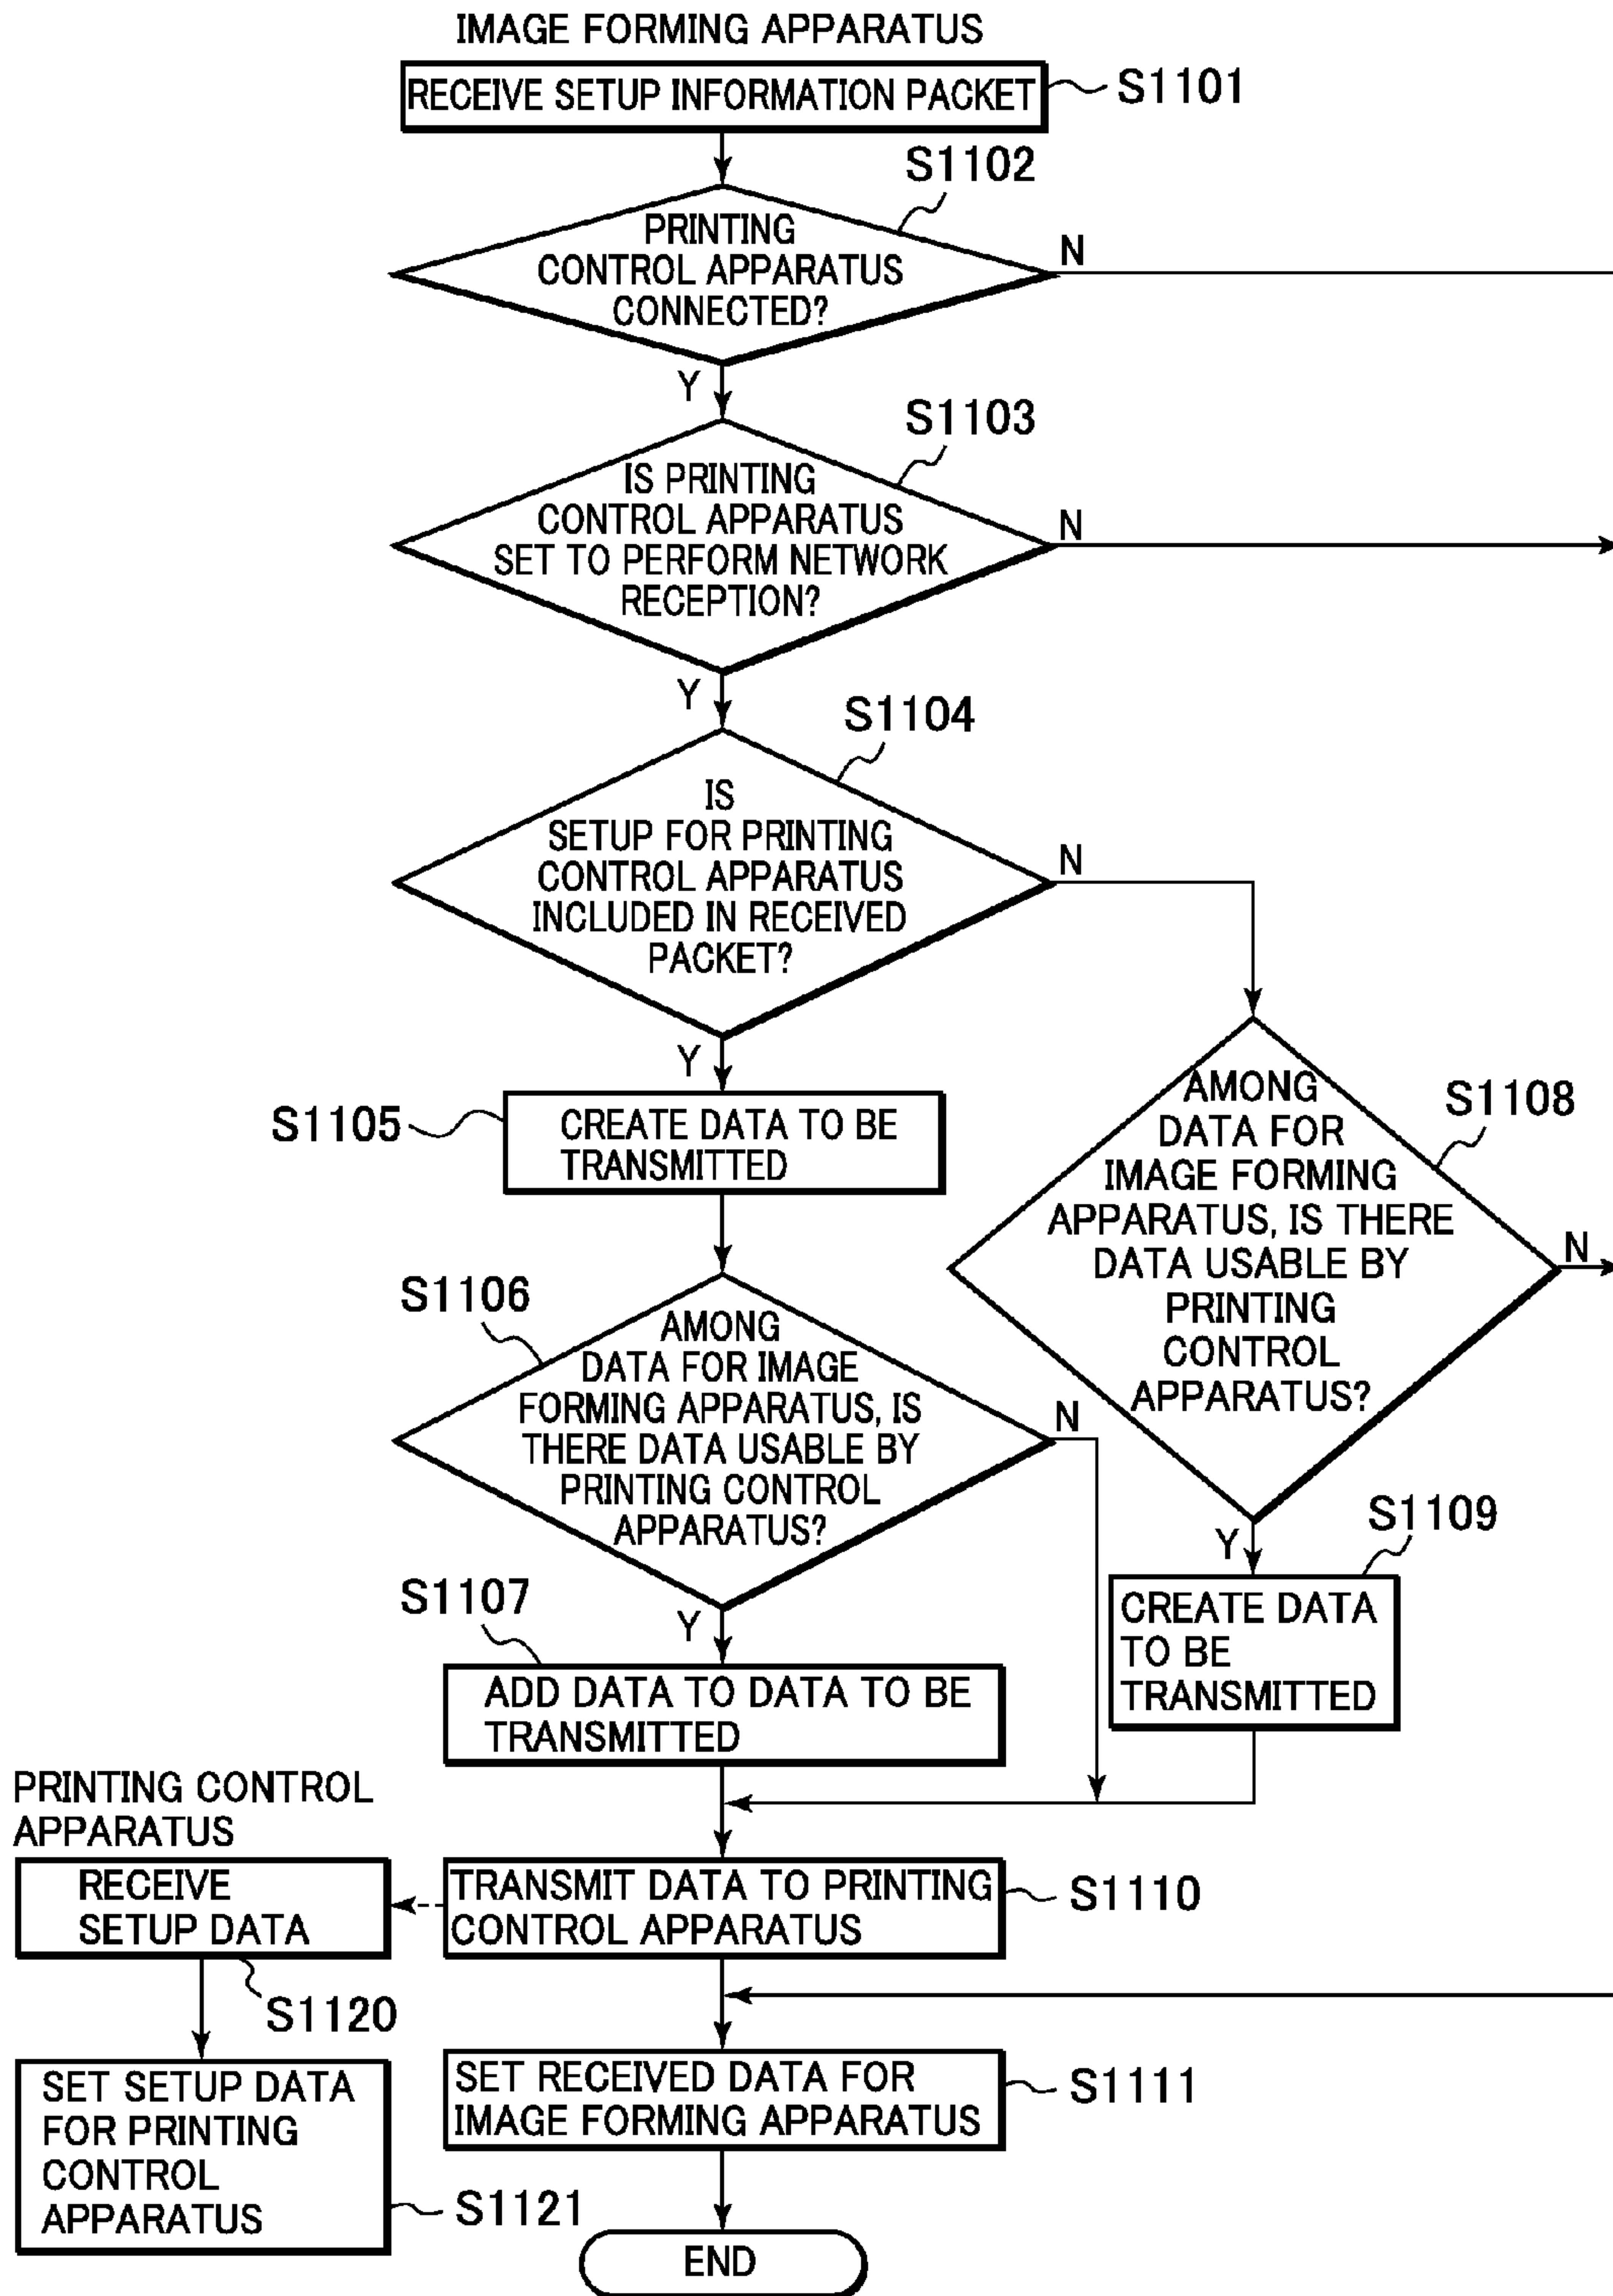 IMAGE FORMING APPARATUS
RECEIVE SETUP INFORMATION PACKET
S1101
S1102
PRINTING
CONTROL APPARATUS
CONNECTED?
N
Y
S1103
IS PRINTING
CONTROL APPARATUS
SET TO PERFORM NETWORK
RECEPTION?
N
Y
S1104
IS
SETUP FOR PRINTING
CONTROL APPARATUS
INCLUDED IN RECEIVED
PACKET?
N
Y
S1105
CREATE DATA TO BE
TRANSMITTED
S1108
AMONG
DATA FOR
IMAGE FORMING
APPARATUS, IS THERE
DATA USABLE BY
PRINTING
CONTROL
APPARATUS?
N
Y
S1106
AMONG
DATA FOR IMAGE
FORMING APPARATUS, IS
THERE DATA USABLE BY
PRINTING CONTROL
APPARATUS?
N
Y
S1109
CREATE DATA
TO BE
TRANSMITTED
S1107
ADD DATA TO DATA TO BE
TRANSMITTED
PRINTING CONTROL
APPARATUS
RECEIVE
SETUP DATA
S1120
TRANSMIT DATA TO PRINTING
CONTROL APPARATUS
S1110
SET SETUP DATA
FOR PRINTING
CONTROL
APPARATUS
S1121
SET RECEIVED DATA FOR
IMAGE FORMING APPARATUS
S1111
END